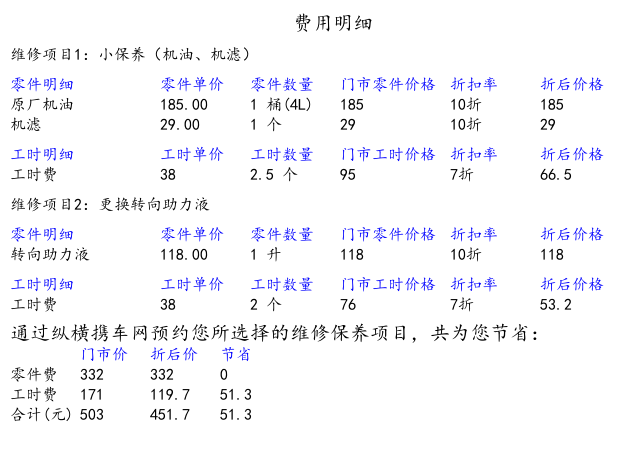 费用明细
维修项目1: 小保养（机油、机滤）
零件明细 零件单价 零件数量 门市零件价格 折扣率 折后价格
原厂机油 185.00 1 桶(4L) 185 10折 185
机滤 29.00 1 个 29 10折 29
工时明细 工时单价 工时数量 门市工时价格 折扣率 折后价格
工时费 38 2.5 个 95 7折 66.5
维修项目2: 更换转向助力液
零件明细 零件单价 零件数量 门市零件价格 折扣率 折后价格
转向助力液 118.00 1 升 118 10折 118
工时明细 工时单价 工时数量 门市工时价格 折扣率 折后价格
工时费 38 2 个 76 7折 53.2
通过纵横携车网预约您所选择的维修保养项目，共为您节省：
门市价 折后价 节省
零件费 332 332 0
工时费 171 119.7 51.3
合计(元) 503 451.7 51.3